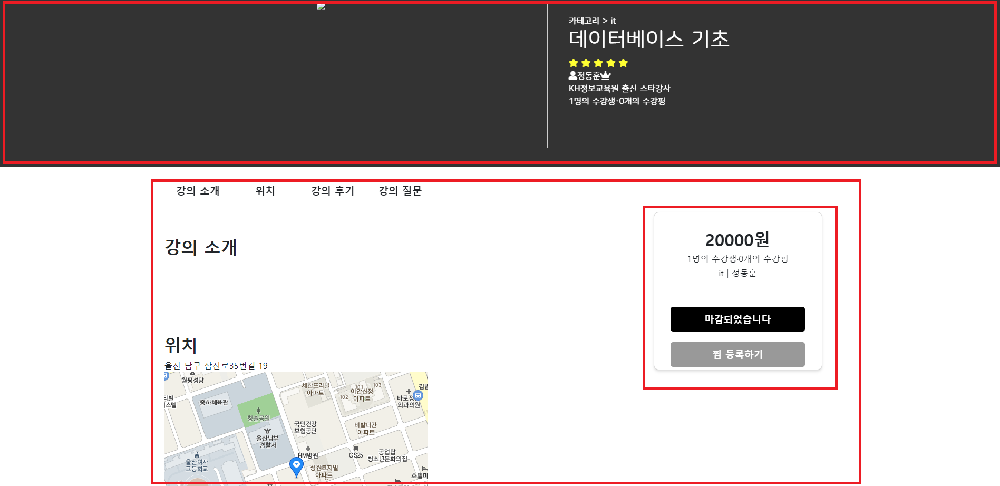 카테고리 > it
데이터베이스 기초
정동훈
KH정보교육원 출신 스타강사
1명의 수강생·0개의 수강평
강의 소개
위치
강의 후기
강의 질문
강의 소개
20000원
1명의 수강생·0개의 수강평
it | 정동훈
마감되었습니다
찜 등록하기
위치
울산 남구 삼산로35번길 19
월평성당
세한프리빌
아파트
101
103
102
이안신정
아파트
김밥
바로정
외과의원
티빌
스텔
종하체육관
청솔공원
국민건강
보험공단
비발디칸
아파트
울산남부
경찰서
HM병원
GS25
공업탑
청소년문화의집
울산여자
고등학교
성원코지빌
아파트
호텔마